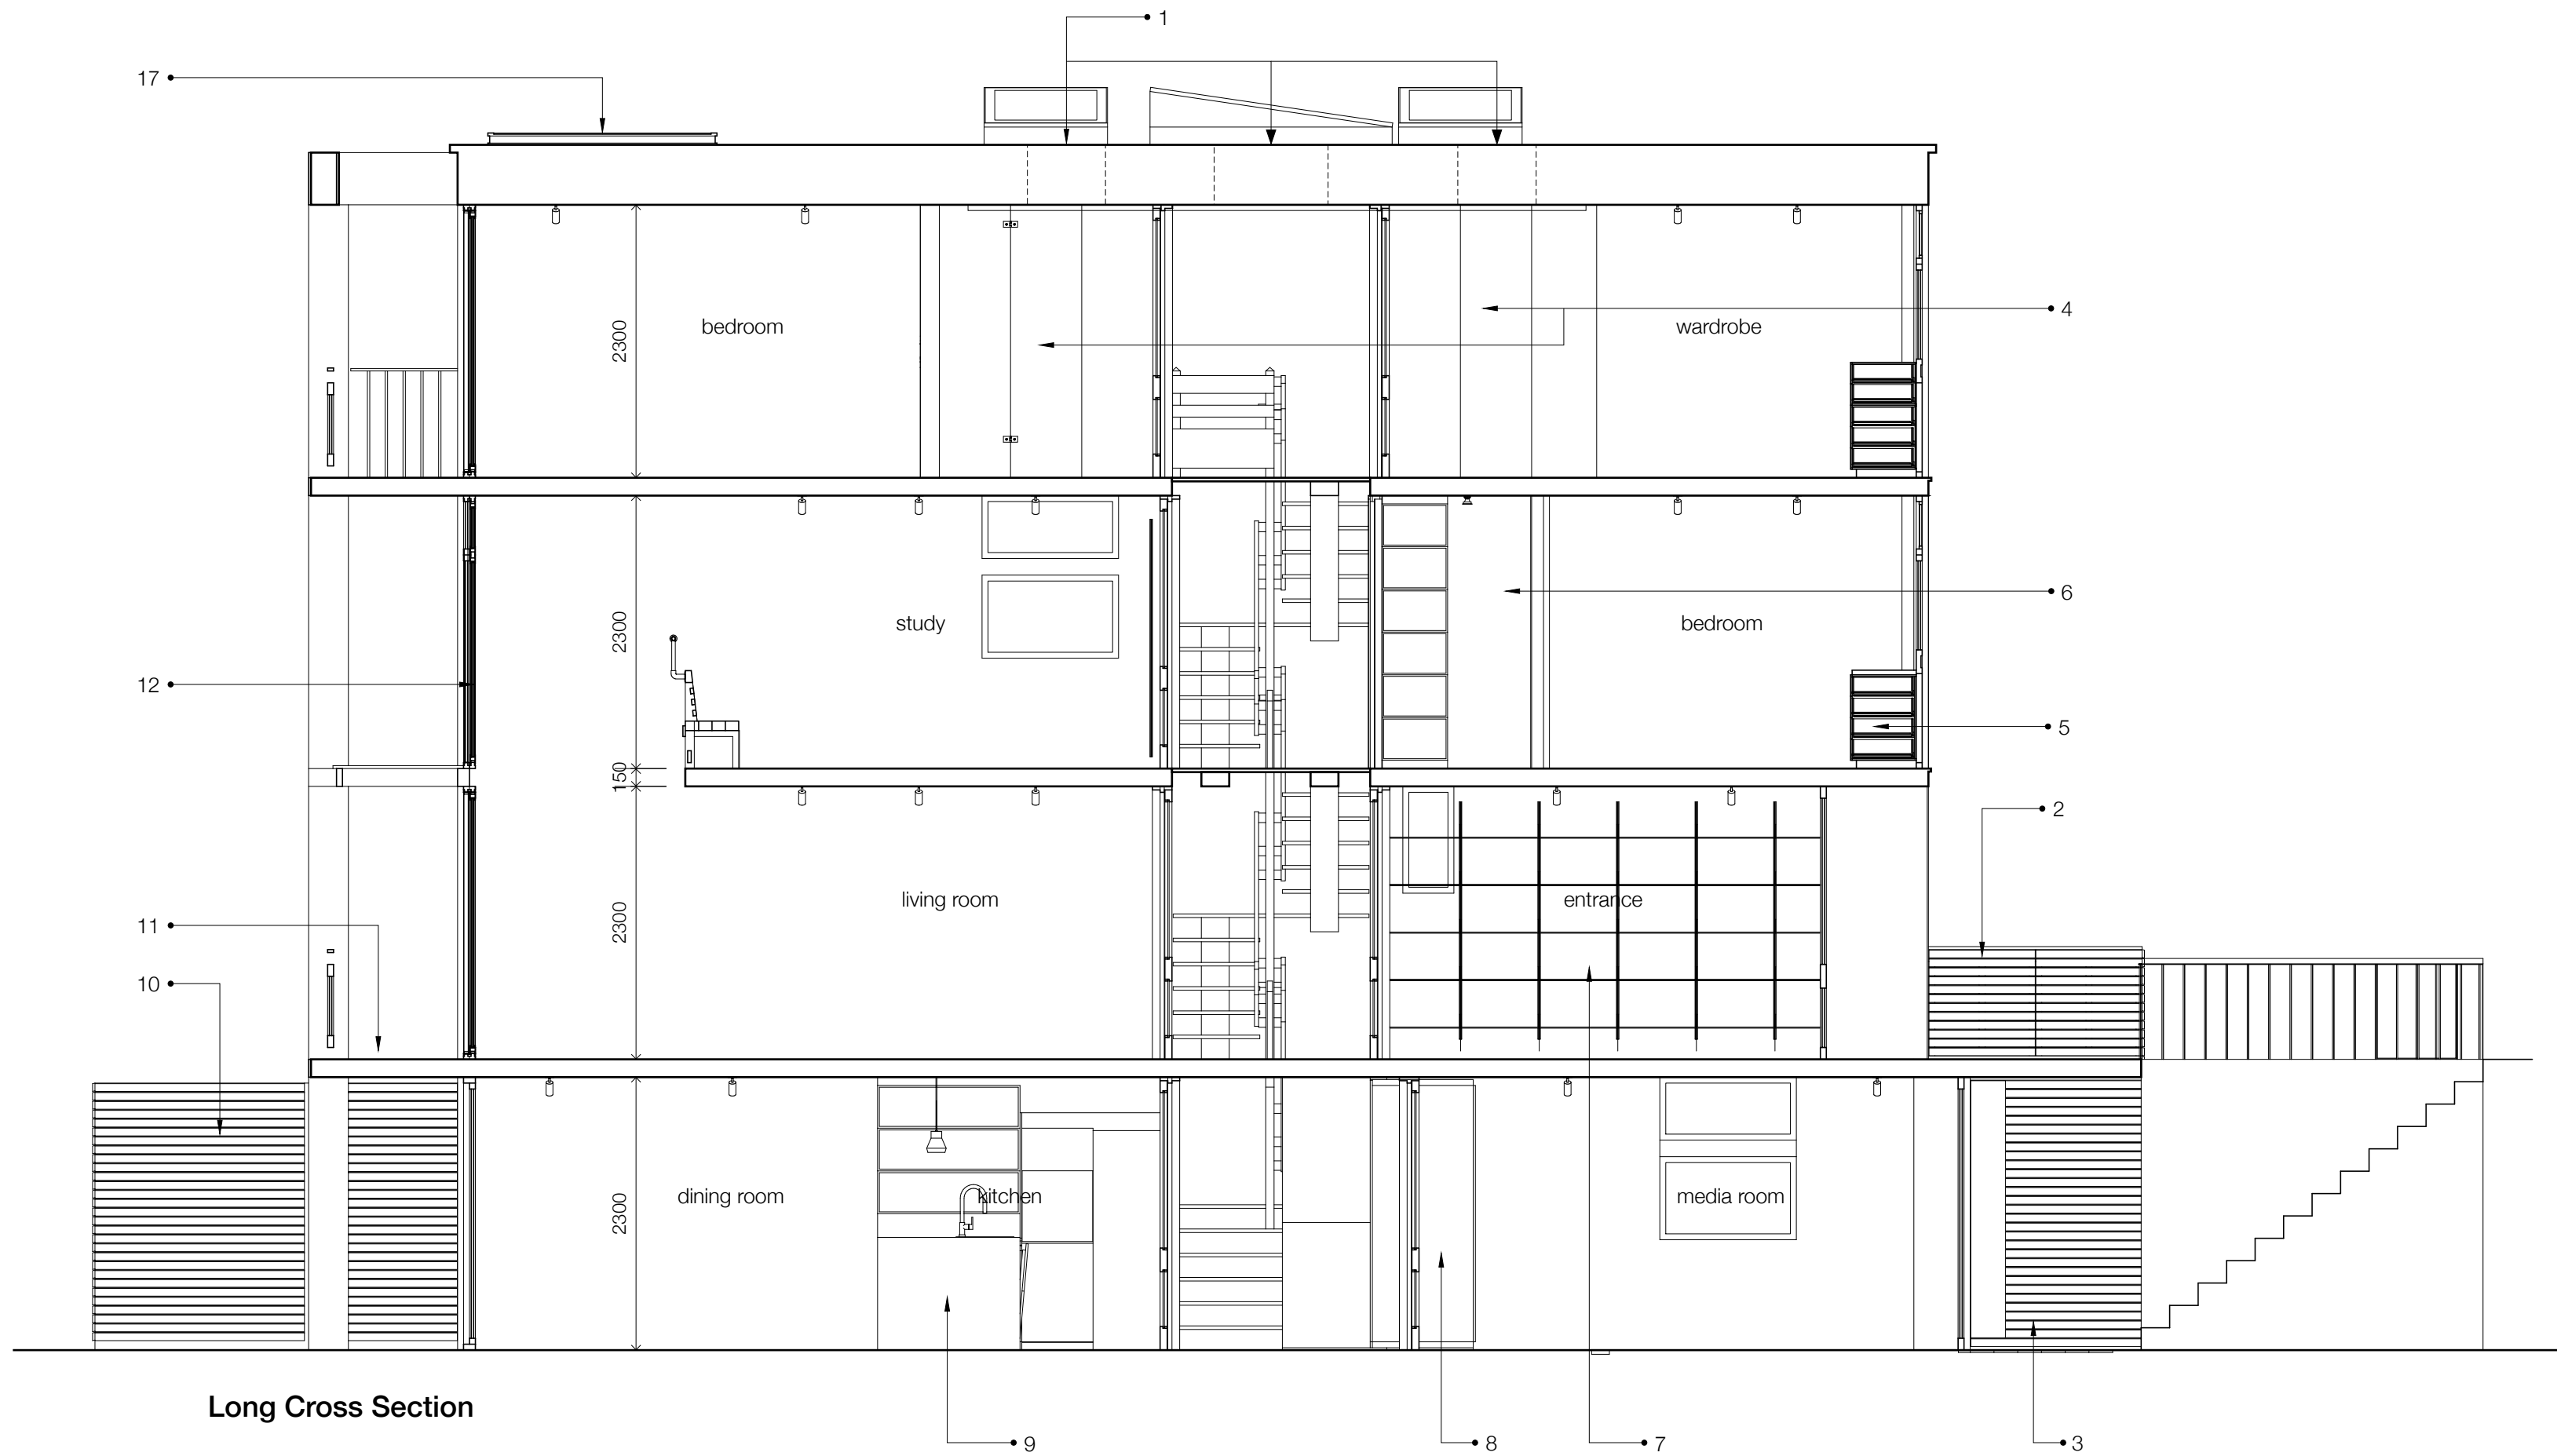 1
17
bedroom
2300
wardrobe
4
study
2300
bedroom
6
12
5
150
2
living room
2300
entrance
11
10
dining room
kitchen
2300
media room
Long Cross Section
9
8
7
3